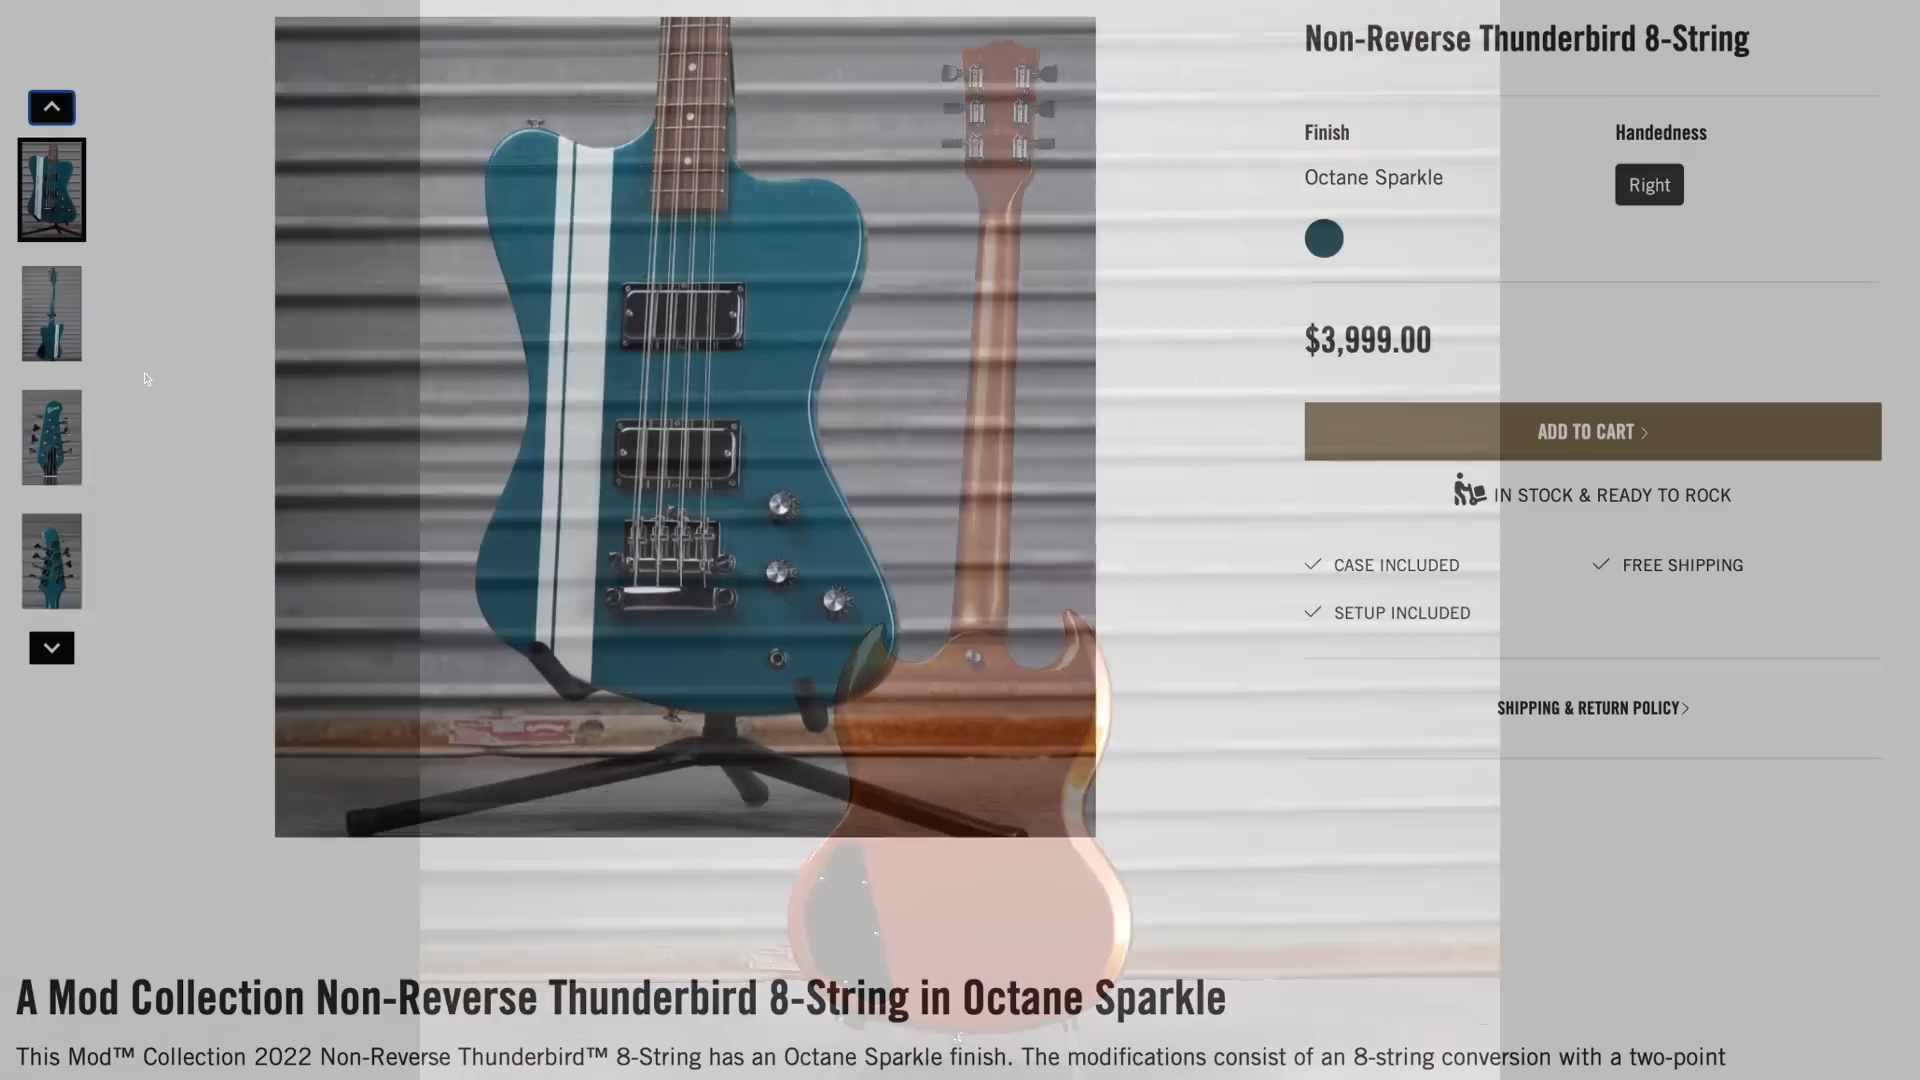 Non-Reverse Thunderbird 8-String
Finish
Handedness
Octane Sparkle
Right
$3,999.00
ADD TO CART
IN STOCK & READY TO ROCK
CASE INCLUDED
FREE SHIPPING
SETUP INCLUDED
SHIPPING & RETURN POLICY
A Mod Collection Non-Reverse Thunderbird 8-String in Octane Sparkle
This Mod™ Collection 2022 Non-Reverse Thunderbird™ 8-String has an Octane Sparkle finish. The modifications consist of an 8-string conversion with a two-point